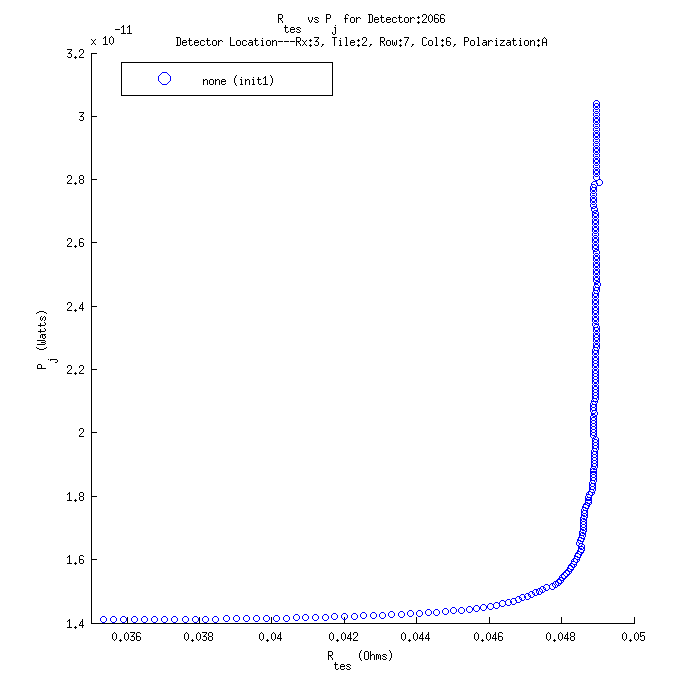 R_tes vs P_j for Detector:2066
x 10^-11
Detector Location---Rx:3, Tile:2, Row:7, Col:6, Polarization:A
none (init1)
3.2
3
2.8
2.6
2.4
2.2
2
1.8
1.6
1.4
P_j (Watts)
0.036 0.038 0.04 0.042 0.044 0.046 0.048 0.05
R_tes (Ohms)